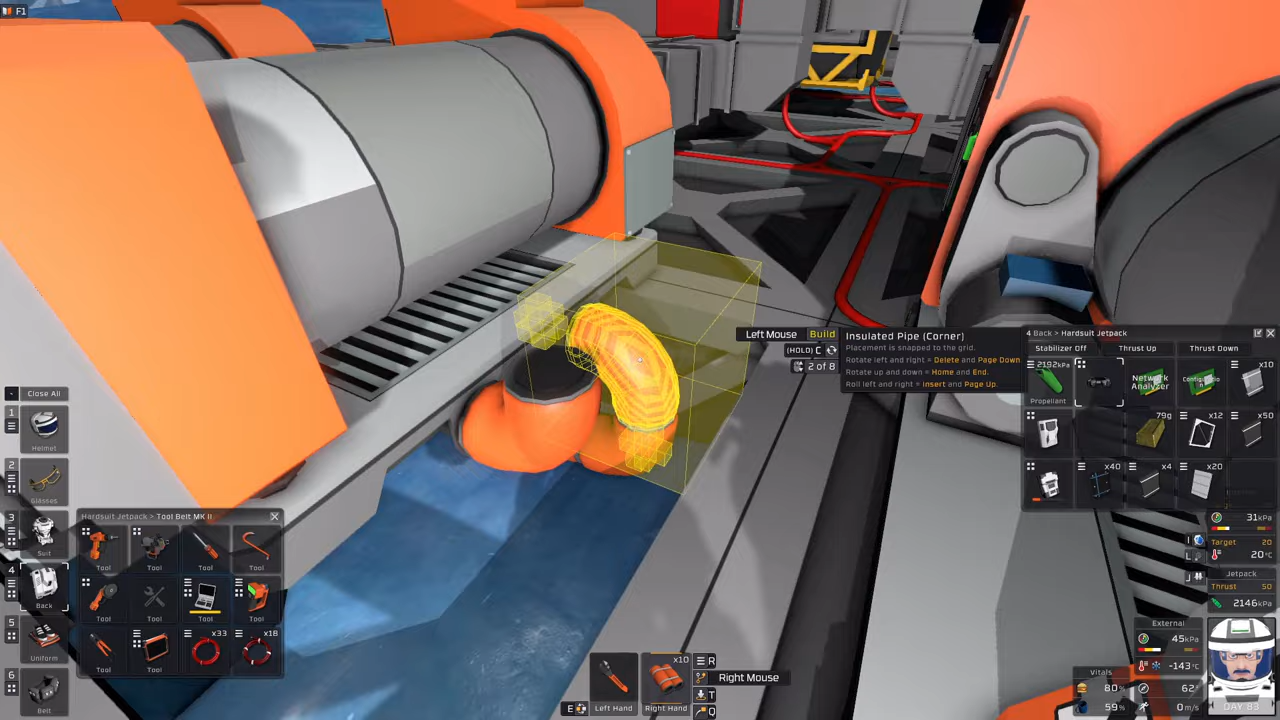 F1
Left Mouse Build
(HOLD) C
2 of 8
Insulated Pipe (Corner)
Placement is snapped to the grid.
Rotate left and right = Delete and Page Down
Rotate up and down = Home and End.
Roll left and right = Insert and Page Up.
4 Back > Hardsuit Jetpack
Stabilizer Off
Thrust Up
Thrust Down
2192kPa
Propellant
Network Analyzer
x10
79g
x12
x50
x40
x4
x20
Close All
1
Helmet
2
Glasses
3
Suit
4
Back
5
Uniform
6
Belt
Hardsuit Jetpack > Tool Belt MK II
Tool
Tool
Tool
Tool
Tool
Tool
Tool
Tool
x33
x18
Tool
Tool
Tool
Tool
E
Left Hand
x10
Right Hand
R
T
Q
Right Mouse
31kPa
Target 20
20°C
Jetpack
Thrust 50
2146kPa
External
45kPa
-143°C
Vitals
80%
62°
59%
0m/s
DAY 83